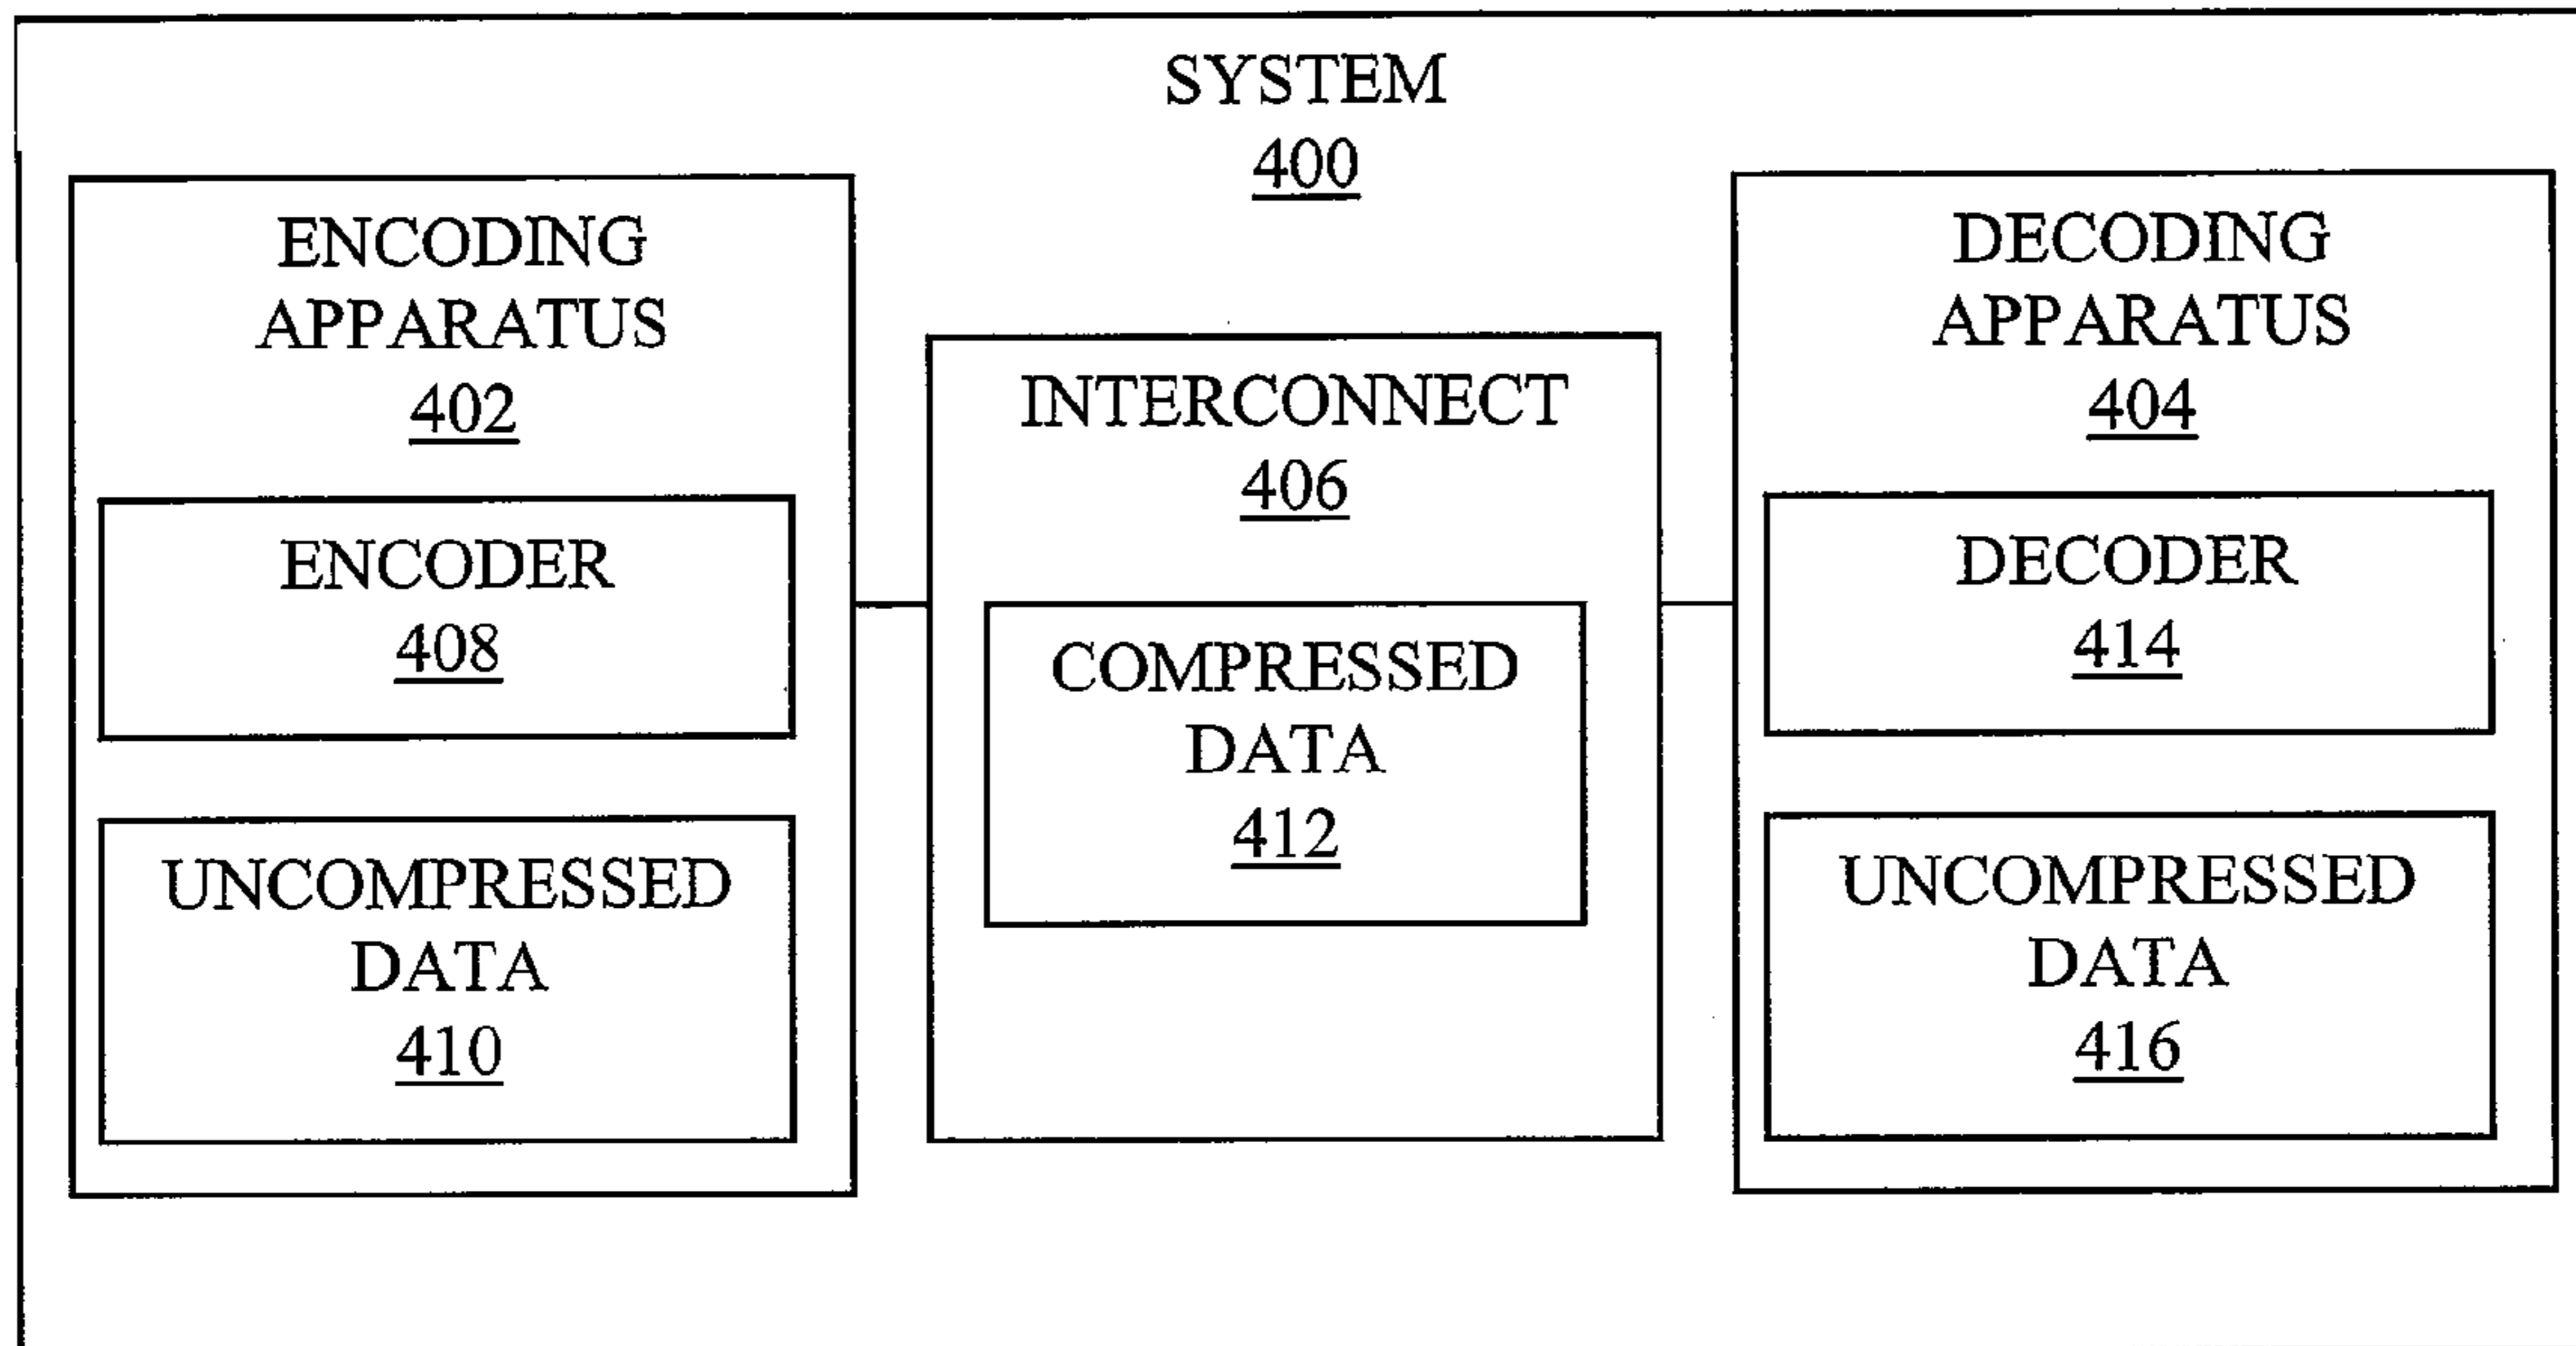 SYSTEM
400
ENCODING
APPARATUS
402
ENCODER
408
UNCOMPRESSED
DATA
410
INTERCONNECT
406
COMPRESSED
DATA
412
DECODING
APPARATUS
404
DECODER
414
UNCOMPRESSED
DATA
416